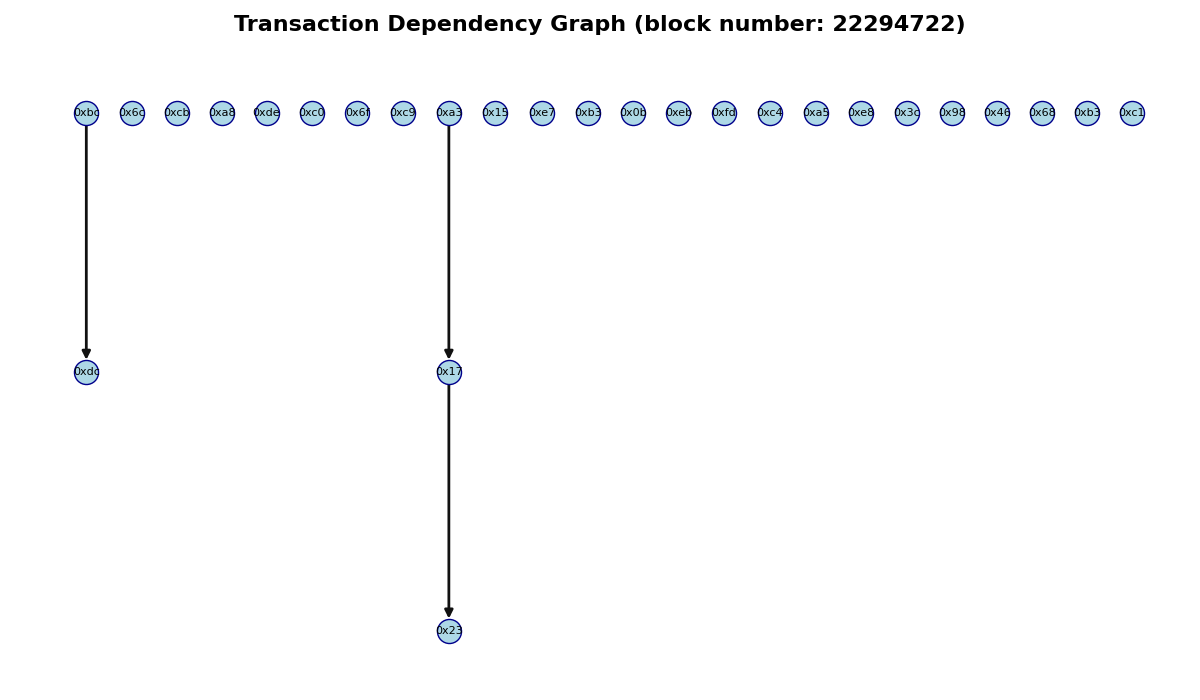 Transaction Dependency Graph (block number: 22294722)
0xbc 0x6c 0xcb 0xa8 0xde 0xc0 0x6f 0xc9 0xa3 0x15 0xe7 0xb3 0x0b 0xeb 0xfd 0xc4 0xa5 0xe8 0x3c 0x98 0x46 0x68 0xb3 0xc1
0xdc 0x17
0x23